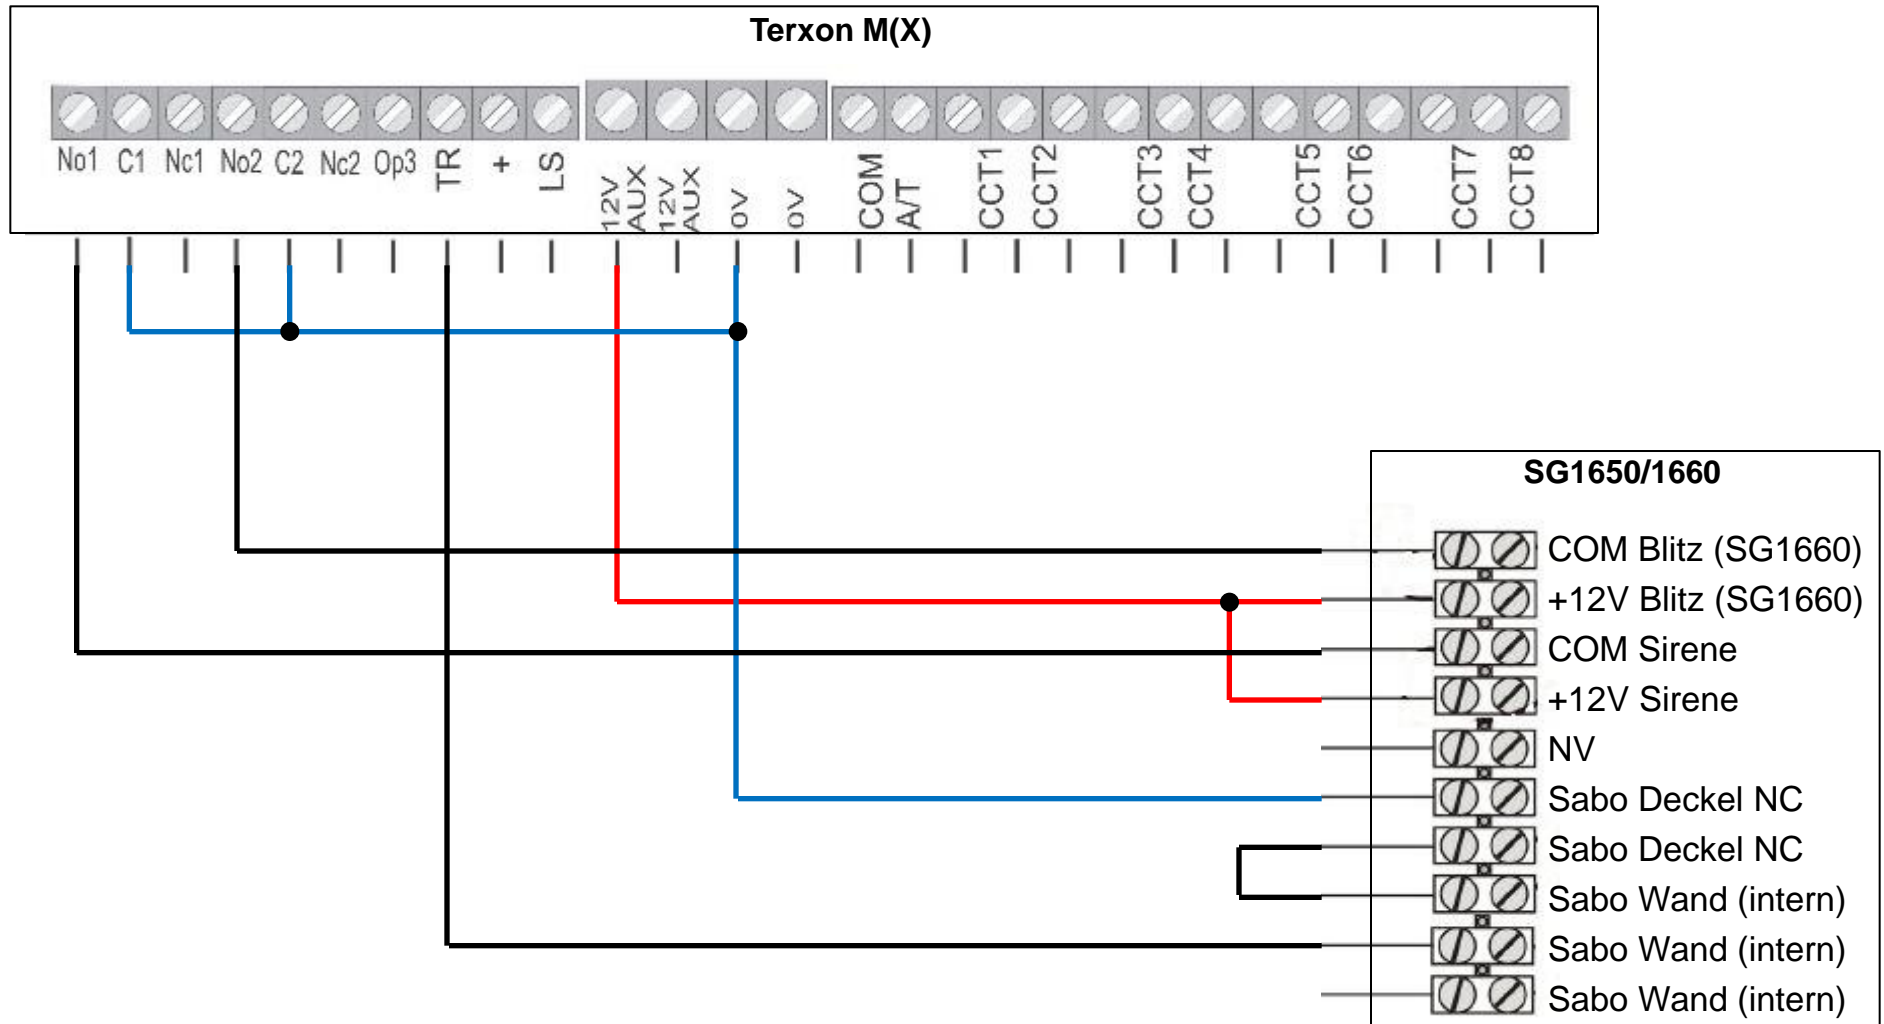 Terxon M(X)
No1 C1 Nc1 No2 C2 Nc2 Op3 TR + LS 12V AUX 12V AUX 0V 0V COM A/T CCT1 CCT2 CCT3 CCT4 CCT5 CCT6 CCT7 CCT8
SG1650/1660
COM Blitz (SG1660)
+12V Blitz (SG1660)
COM Sirene
+12V Sirene
NV
Sabo Deckel NC
Sabo Deckel NC
Sabo Wand (intern)
Sabo Wand (intern)
Sabo Wand (intern)